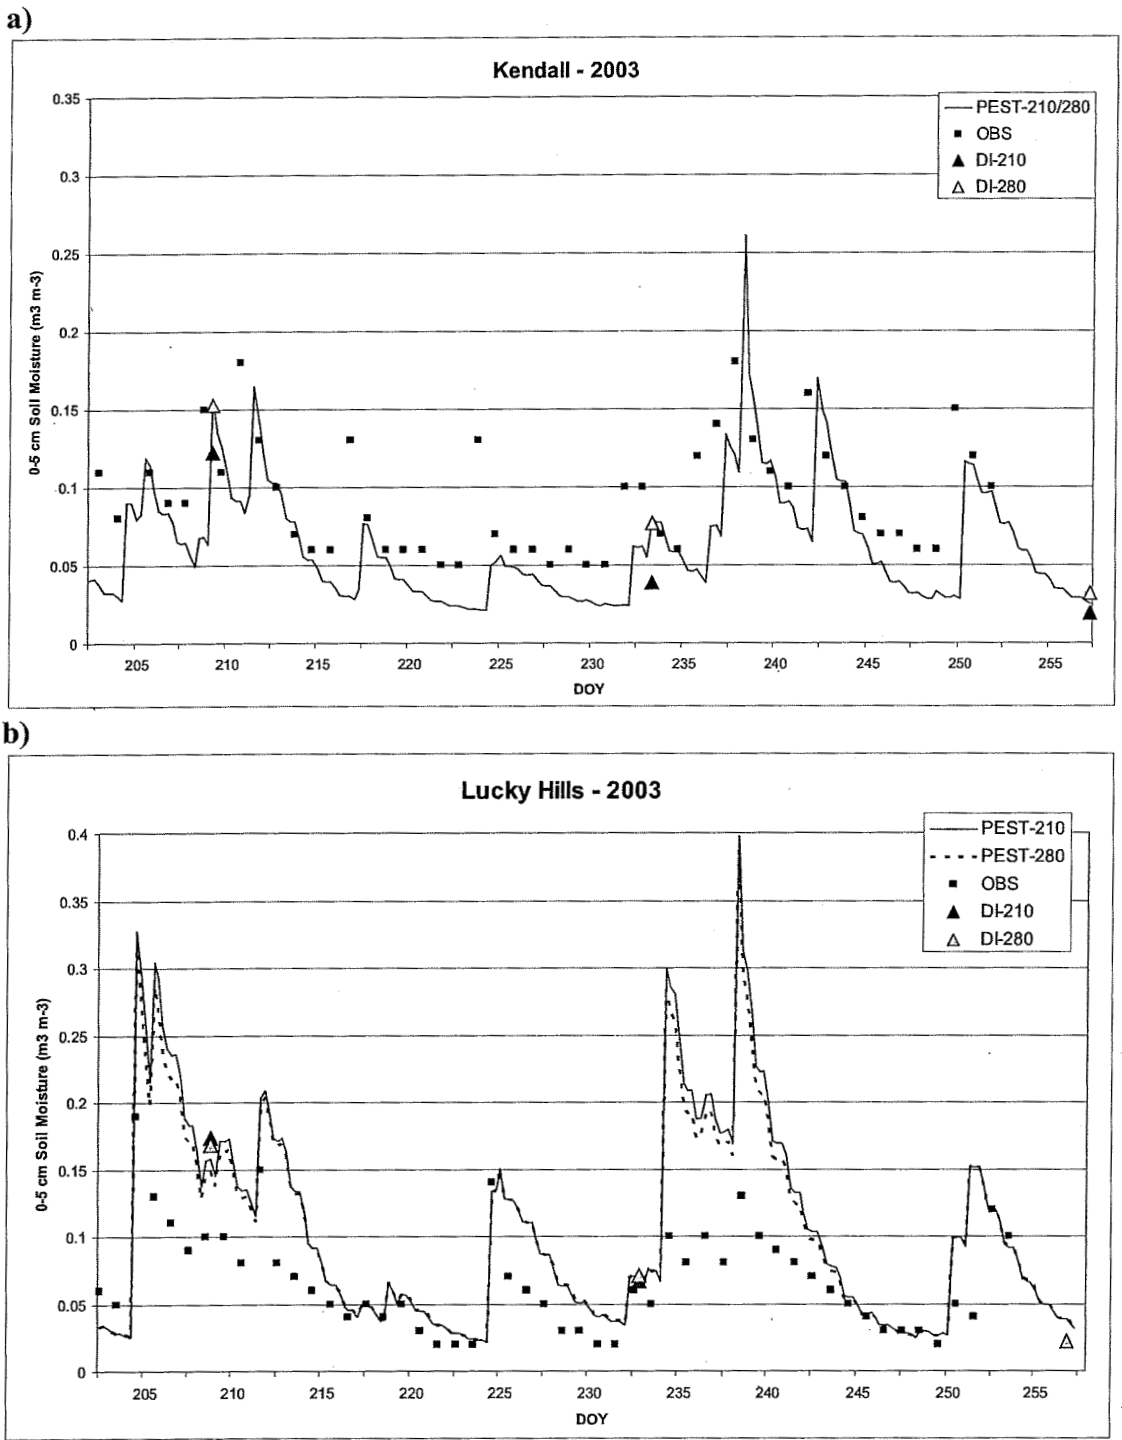 a)
Kendall - 2003
0.35
0.3
0.25
0.2
0.15
0.1
0.05
0
0-5 cm Soil Moisture (m3 m-3)
PEST-210/280
OBS
DI-210
DI-280
205 210 215 220 225 230 235 240 245 250 255
DOY
b)
Lucky Hills - 2003
0.4
0.35
0.3
0.25
0.2
0.15
0.1
0.05
0
0-5 cm Soil Moisture (m3 m-3)
PEST-210
PEST-280
OBS
DI-210
DI-280
205 210 215 220 225 230 235 240 245 250 255
DOY